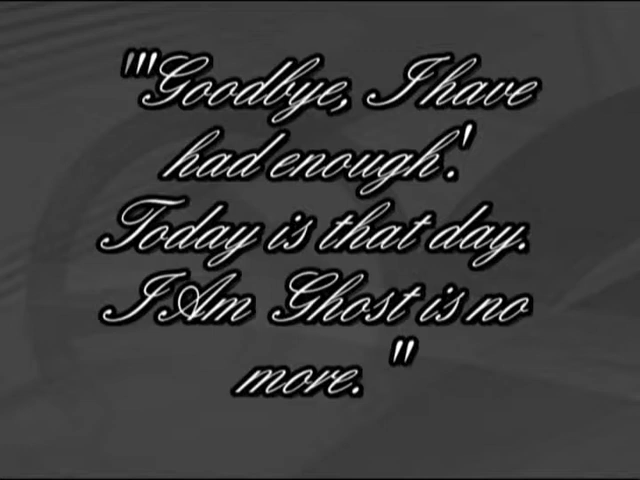 "'"Goodbye, I have
had enough.'
Today is that day.
I Am Ghost is no
more. "